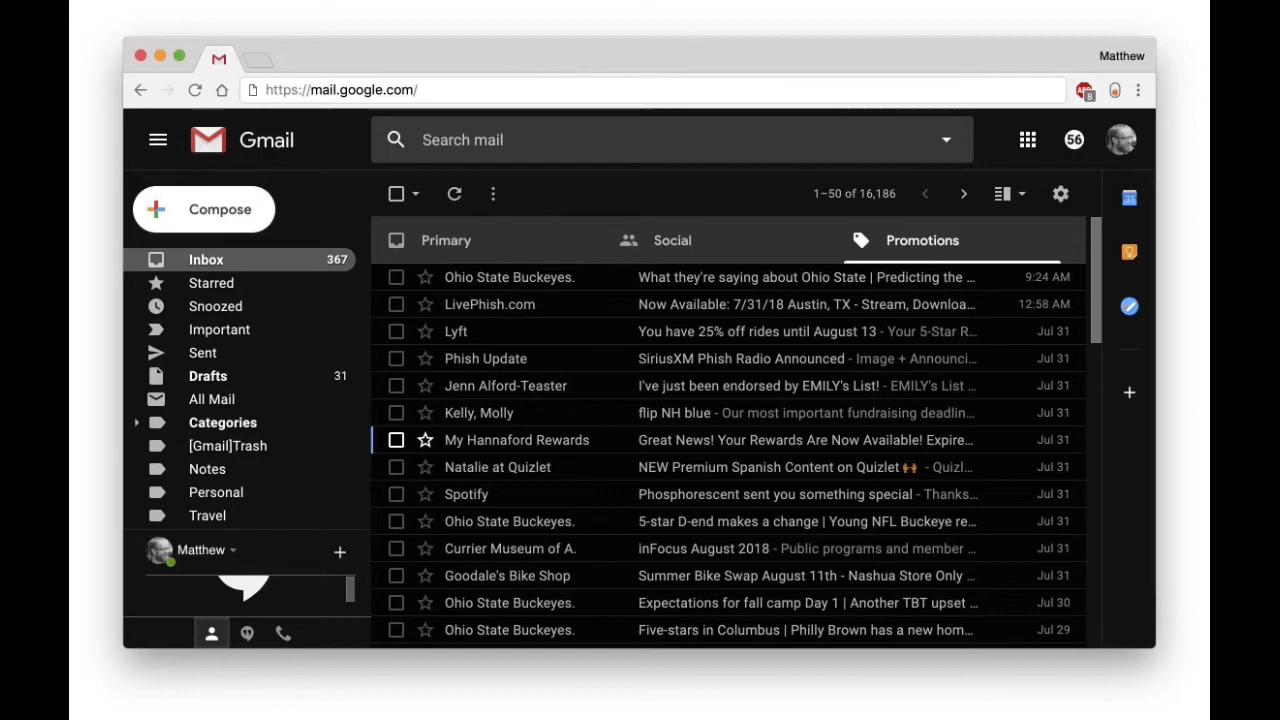 Matthew
https://mail.google.com/
ABP
8
Gmail
Search mail
56
Compose
1–50 of 16,186
31
Primary
Social
Promotions
Inbox 367
Starred
Snoozed
Important
Sent
Drafts 31
All Mail
Categories
[Gmail]Trash
Notes
Personal
Travel
Matthew
Ohio State Buckeyes. What they're saying about Ohio State | Predicting the … 9:24 AM
LivePhish.com Now Available: 7/31/18 Austin, TX - Stream, Downloa… 12:58 AM
Lyft You have 25% off rides until August 13 - Your 5-Star R… Jul 31
Phish Update SiriusXM Phish Radio Announced - Image + Announci… Jul 31
Jenn Alford-Teaster I've just been endorsed by EMILY's List! - EMILY's List … Jul 31
Kelly, Molly flip NH blue - Our most important fundraising deadlin… Jul 31
My Hannaford Rewards Great News! Your Rewards Are Now Available! Expire… Jul 31
Natalie at Quizlet NEW Premium Spanish Content on Quizlet 🙌 - Quizl… Jul 31
Spotify Phosphorescent sent you something special - Thanks… Jul 31
Ohio State Buckeyes. 5-star D-end makes a change | Young NFL Buckeye re… Jul 31
Currier Museum of A. inFocus August 2018 - Public programs and member … Jul 31
Goodale's Bike Shop Summer Bike Swap August 11th - Nashua Store Only … Jul 31
Ohio State Buckeyes. Expectations for fall camp Day 1 | Another TBT upset … Jul 30
Ohio State Buckeyes. Five-stars in Columbus | Philly Brown has a new hom… Jul 29